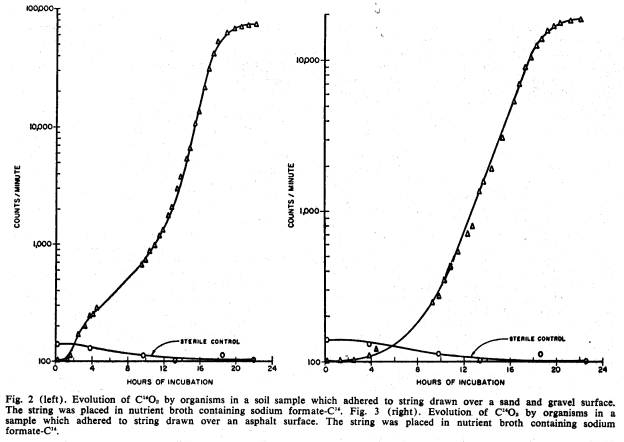 100,000
10,000
1,000
100
COUNTS / MINUTE
STERILE CONTROL
0 4 8 12 16 20 24
HOURS OF INCUBATION
10,000
1,000
100
COUNTS / MINUTE
STERILE CONTROL
0 4 8 12 16 20 24
HOURS OF INCUBATION
Fig. 2 (left). Evolution of C¹⁴O₂ by organisms in a soil sample which adhered to string drawn over a sand and gravel surface.
The string was placed in nutrient broth containing sodium formate-C¹⁴. Fig. 3 (right). Evolution of C¹⁴O₂ by organisms in a
sample which adhered to string drawn over an asphalt surface. The string was placed in nutrient broth containing sodium
formate-C¹⁴.